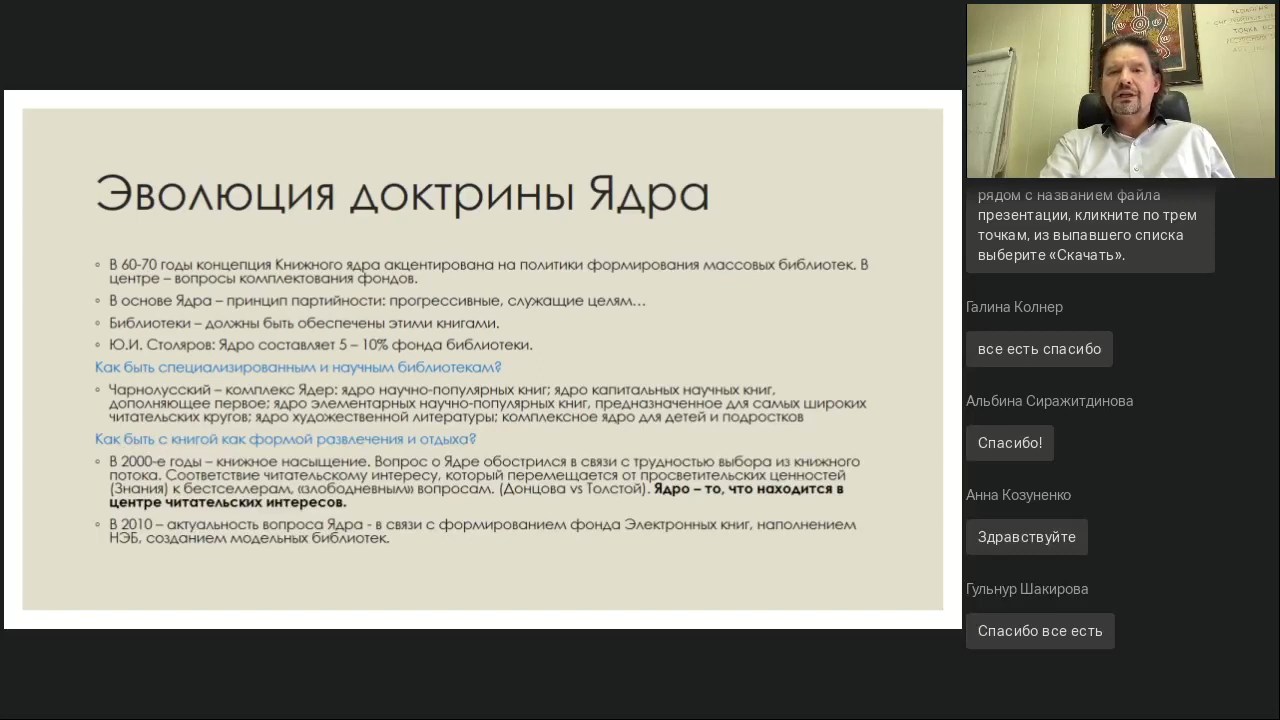 Эволюция доктрины Ядра
◦ В 60-70 годы концепция Книжного ядра акцентирована на политики формирования массовых библиотек. В
центре – вопросы комплектования фондов.
◦ В основе Ядра – принцип партийности: прогрессивные, служащие целям…
◦ Библиотеки – должны быть обеспечены этими книгами.
◦ Ю.И. Столяров: Ядро составляет 5 – 10% фонда библиотеки.
Как быть специализированным и научным библиотекам?
◦ Чарнолусский – комплекс Ядер: ядро научно-популярных книг; ядро капитальных научных книг,
дополняющее первое; ядро элементарных научно-популярных книг, предназначенное для самых широких
читательских кругов; ядро художественной литературы; комплексное ядро для детей и подростков
Как быть с книгой как формой развлечения и отдыха?
◦ В 2000-е годы – книжное насыщение. Вопрос о Ядре обострился в связи с трудностью выбора из книжного
потока. Соответствие читательскому интересу, который перемещается от просветительских ценностей
(Знания) к бестселлерам, «злободневным» вопросам. (Донцова vs Толстой). Ядро – то, что находится в
центре читательских интересов.
◦ В 2010 – актуальность вопроса Ядра - в связи с формированием фонда Электронных книг, наполнением
НЭБ, созданием модельных библиотек.
рядом с названием файла
презентации, кликните по трем
точкам, из выпавшего списка
выберите «Скачать».
Галина Колнер
все есть спасибо
Альбина Сиражитдинова
Спасибо!
Анна Козуненко
Здравствуйте
Гульнур Шакирова
Спасибо все есть